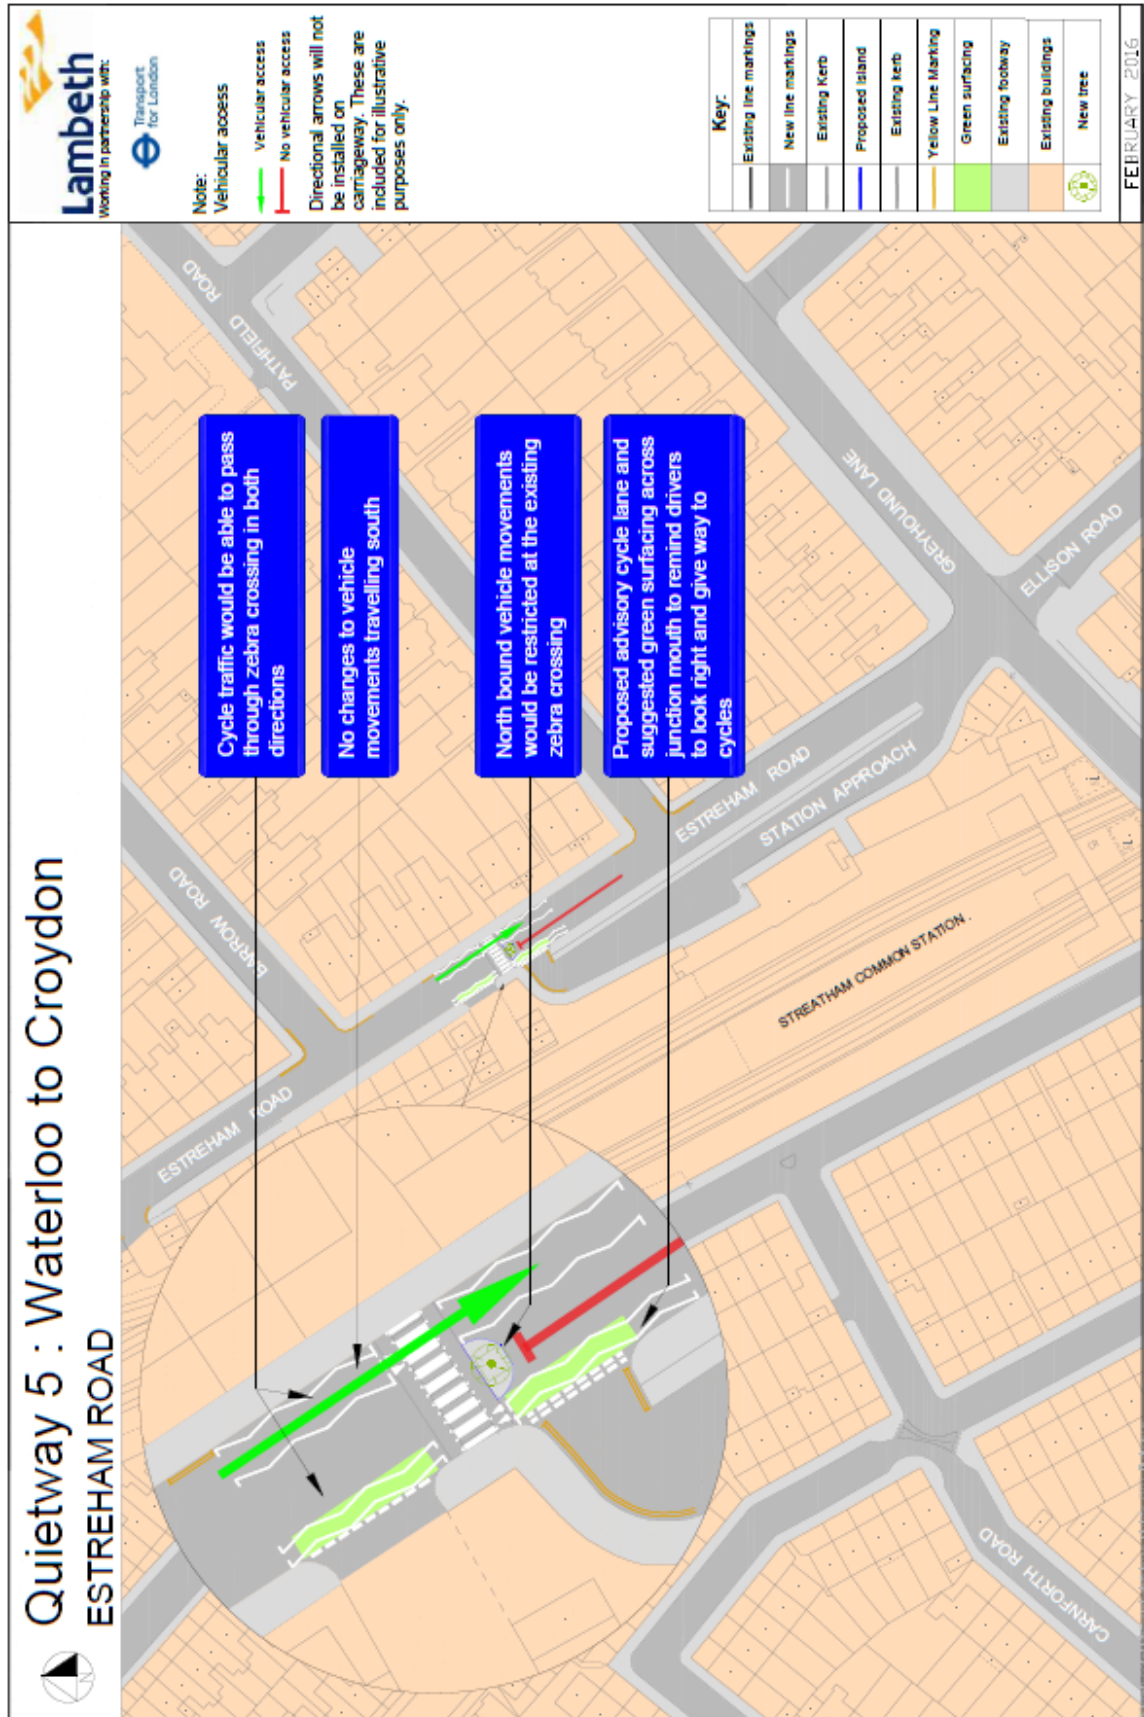 Quietway 5 : Waterloo to Croydon
ESTREHAM ROAD
N
Lambeth
Working in partnership with:
Transport
for London
Note:
Vehicular access
Vehicular access
No vehicular access
Directional arrows will not
be installed on
carriageway. These are
included for illustrative
purposes only.
Key:
Existing line markings
New line markings
Existing Kerb
Proposed Island
Existing kerb
Yellow Line Marking
Green surfacing
Existing footway
Existing buildings
New tree
FEBRUARY 2016
Cycle traffic would be able to pass
through zebra crossing in both
directions
No changes to vehicle
movements travelling south
North bound vehicle movements
would be restricted at the existing
zebra crossing
Proposed advisory cycle lane and
suggested green surfacing across
junction mouth to remind drivers
to look right and give way to
cycles
ESTREHAM ROAD
BARROW ROAD
PATHFIELD ROAD
ESTREHAM ROAD
STATION APPROACH
GREYHOUND LANE
ELLISON ROAD
STREATHAM COMMON STATION
CARNFORTH ROAD